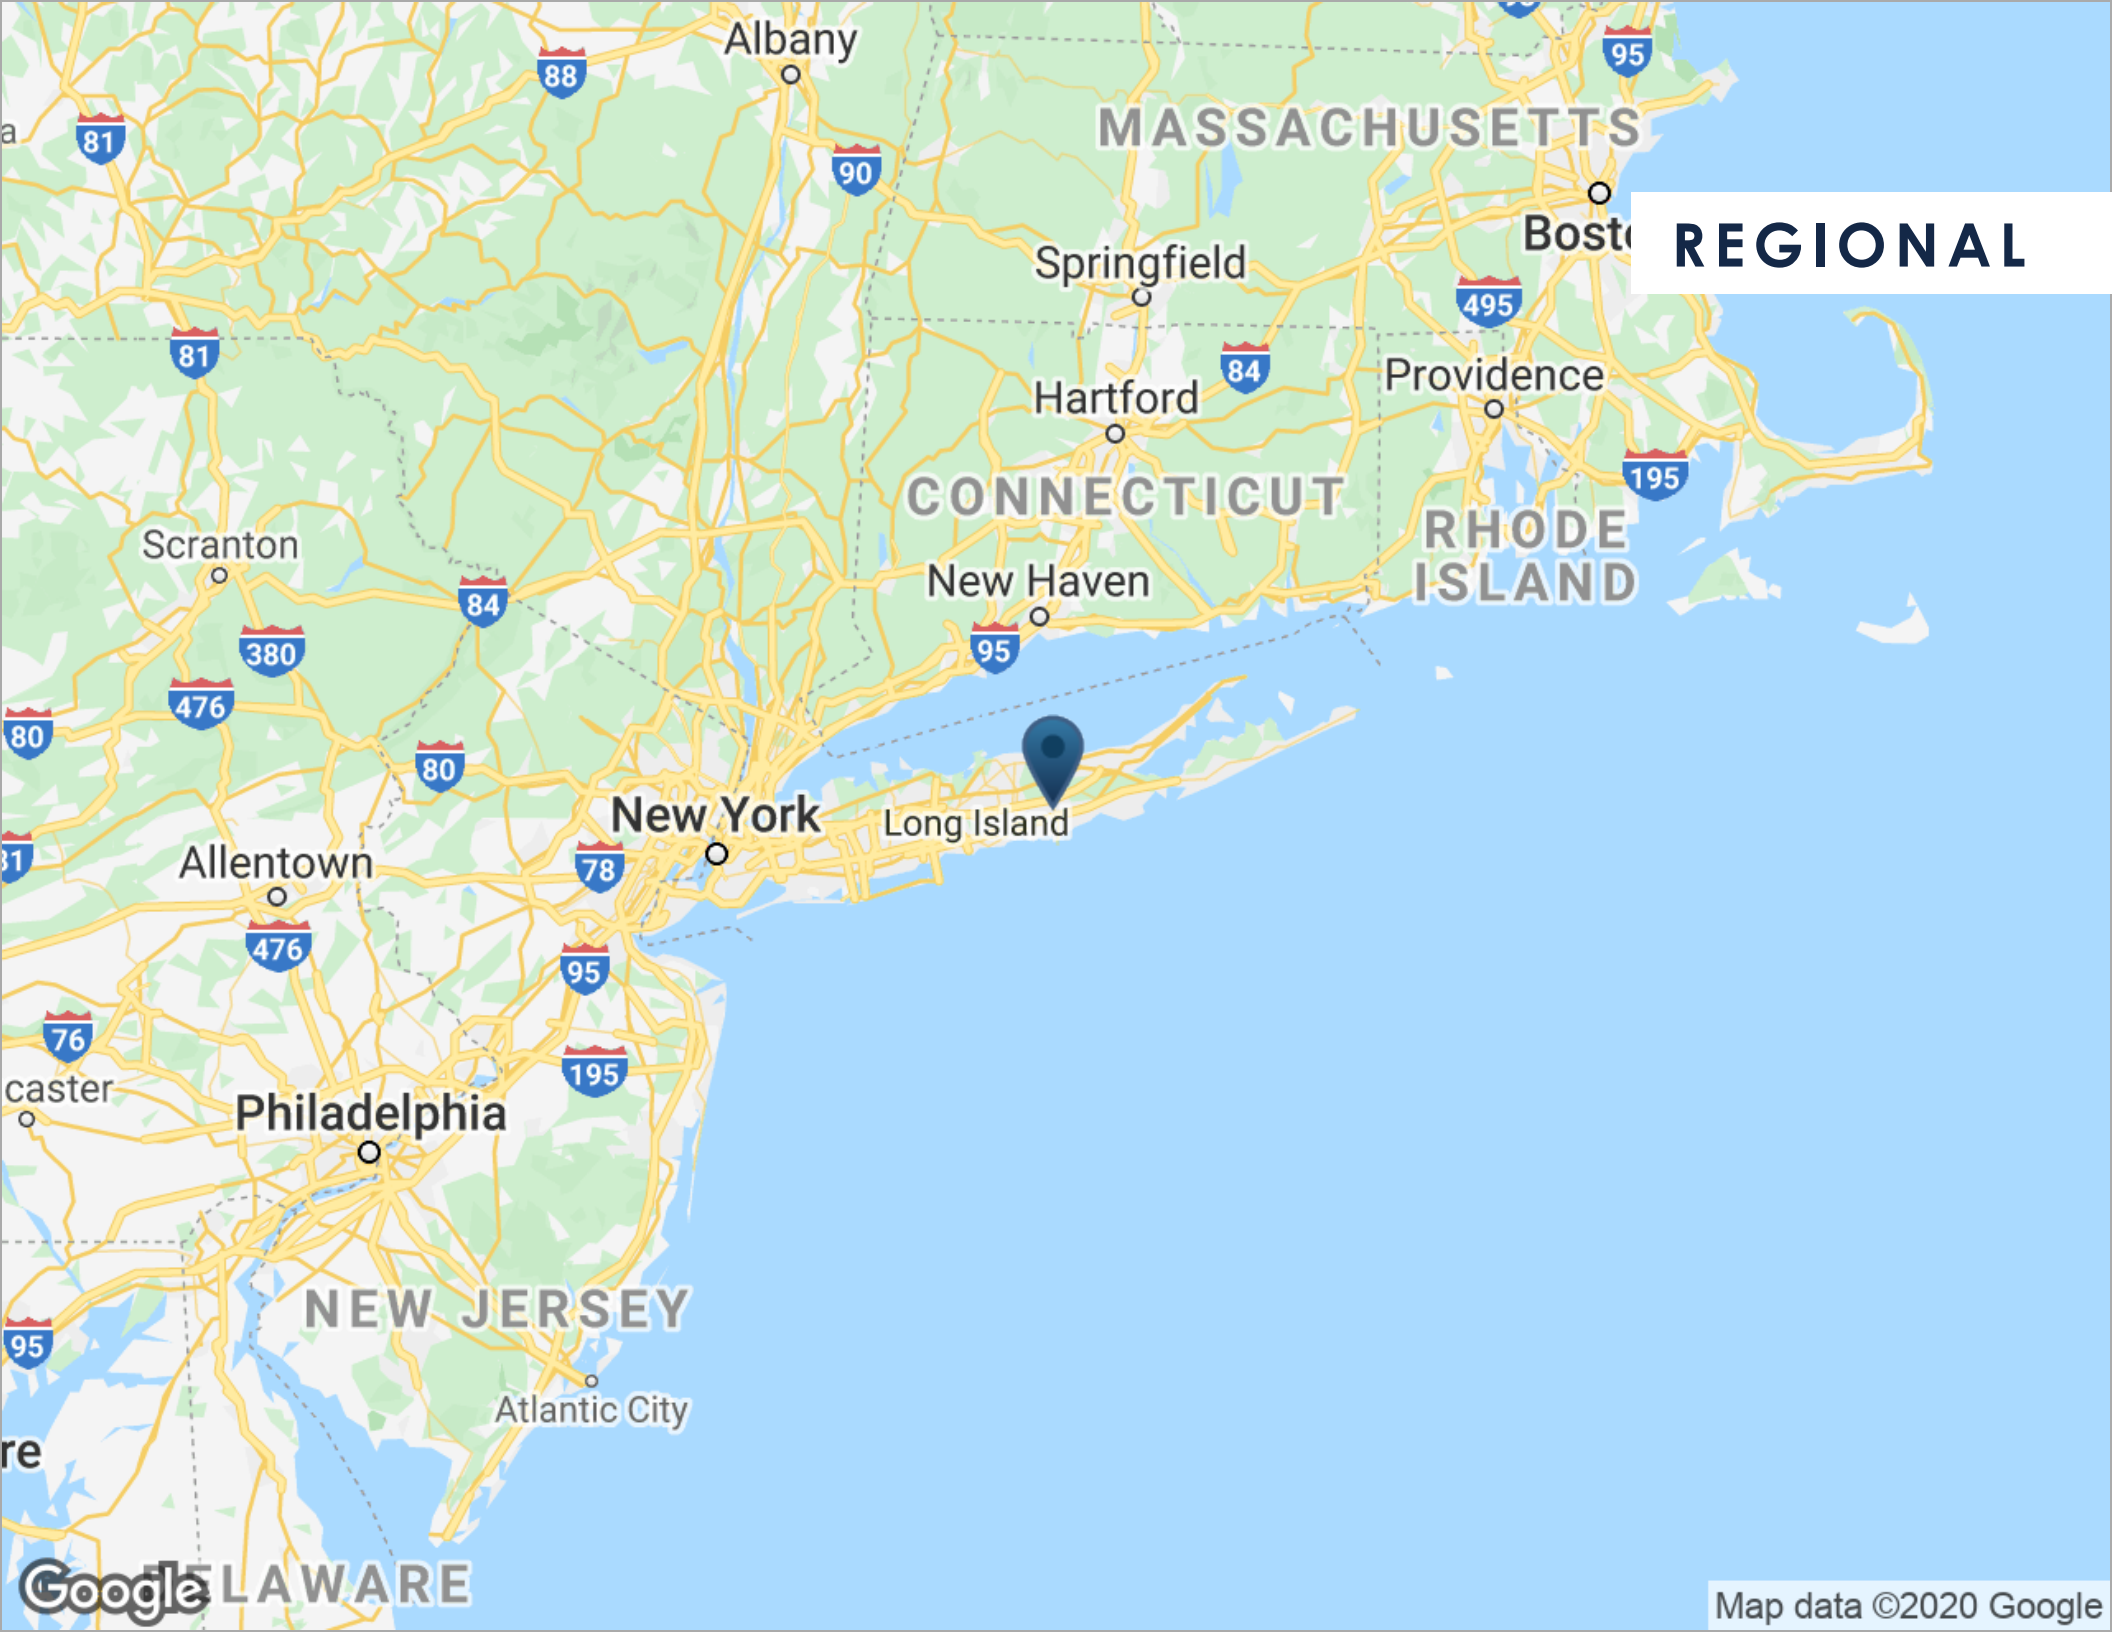 Albany
95
88
81
a
MASSACHUSETTS
90
REGIONAL
Springfield
495
81
84
Providence
Hartford
195
CONNECTICUT
RHODE
ISLAND
Scranton
New Haven
84
95
380
476
80
80
New York
Long Island
78
Allentown
476
95
76
195
caster
Philadelphia
NEW JERSEY
95
Atlantic City
re
Google
ELAWARE
Map data ©2020 Google